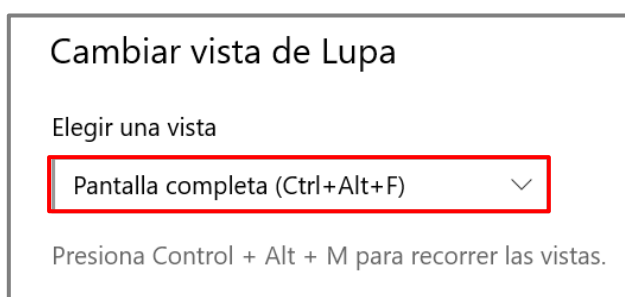 Cambiar vista de Lupa
Elegir una vista
Pantalla completa (Ctrl+Alt+F)
Presiona Control + Alt + M para recorrer las vistas.